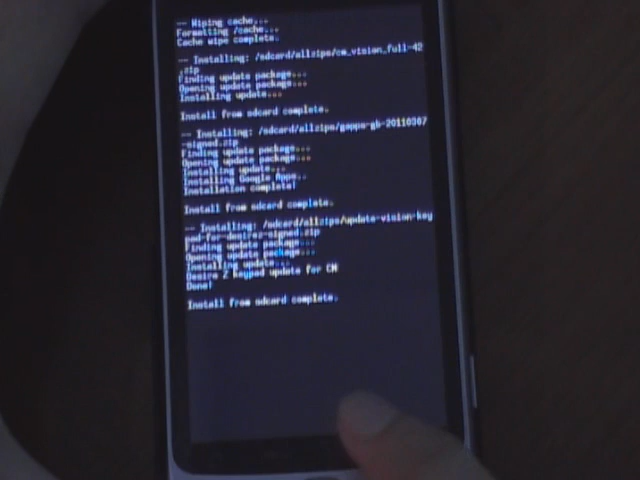 -- Wiping cache...
Formatting /cache...
Cache wipe complete.
-- Installing: /sdcard/allzips/cm_vision_full-42
.zip
Finding update package...
Opening update package...
Installing update...
Install from sdcard complete.
-- Installing: /sdcard/allzips/gapps-gb-20110307
-signed.zip
Finding update package...
Opening update package...
Installing update...
Installing Google Apps..
Installation complete!
Install from sdcard complete.
-- Installing: /sdcard/allzips/update-vision-key
pad-for-desirez-signed.zip
Finding update package...
Opening update package...
Installing update...
Desire Z keypad update for CM
Done!
Install from sdcard complete.